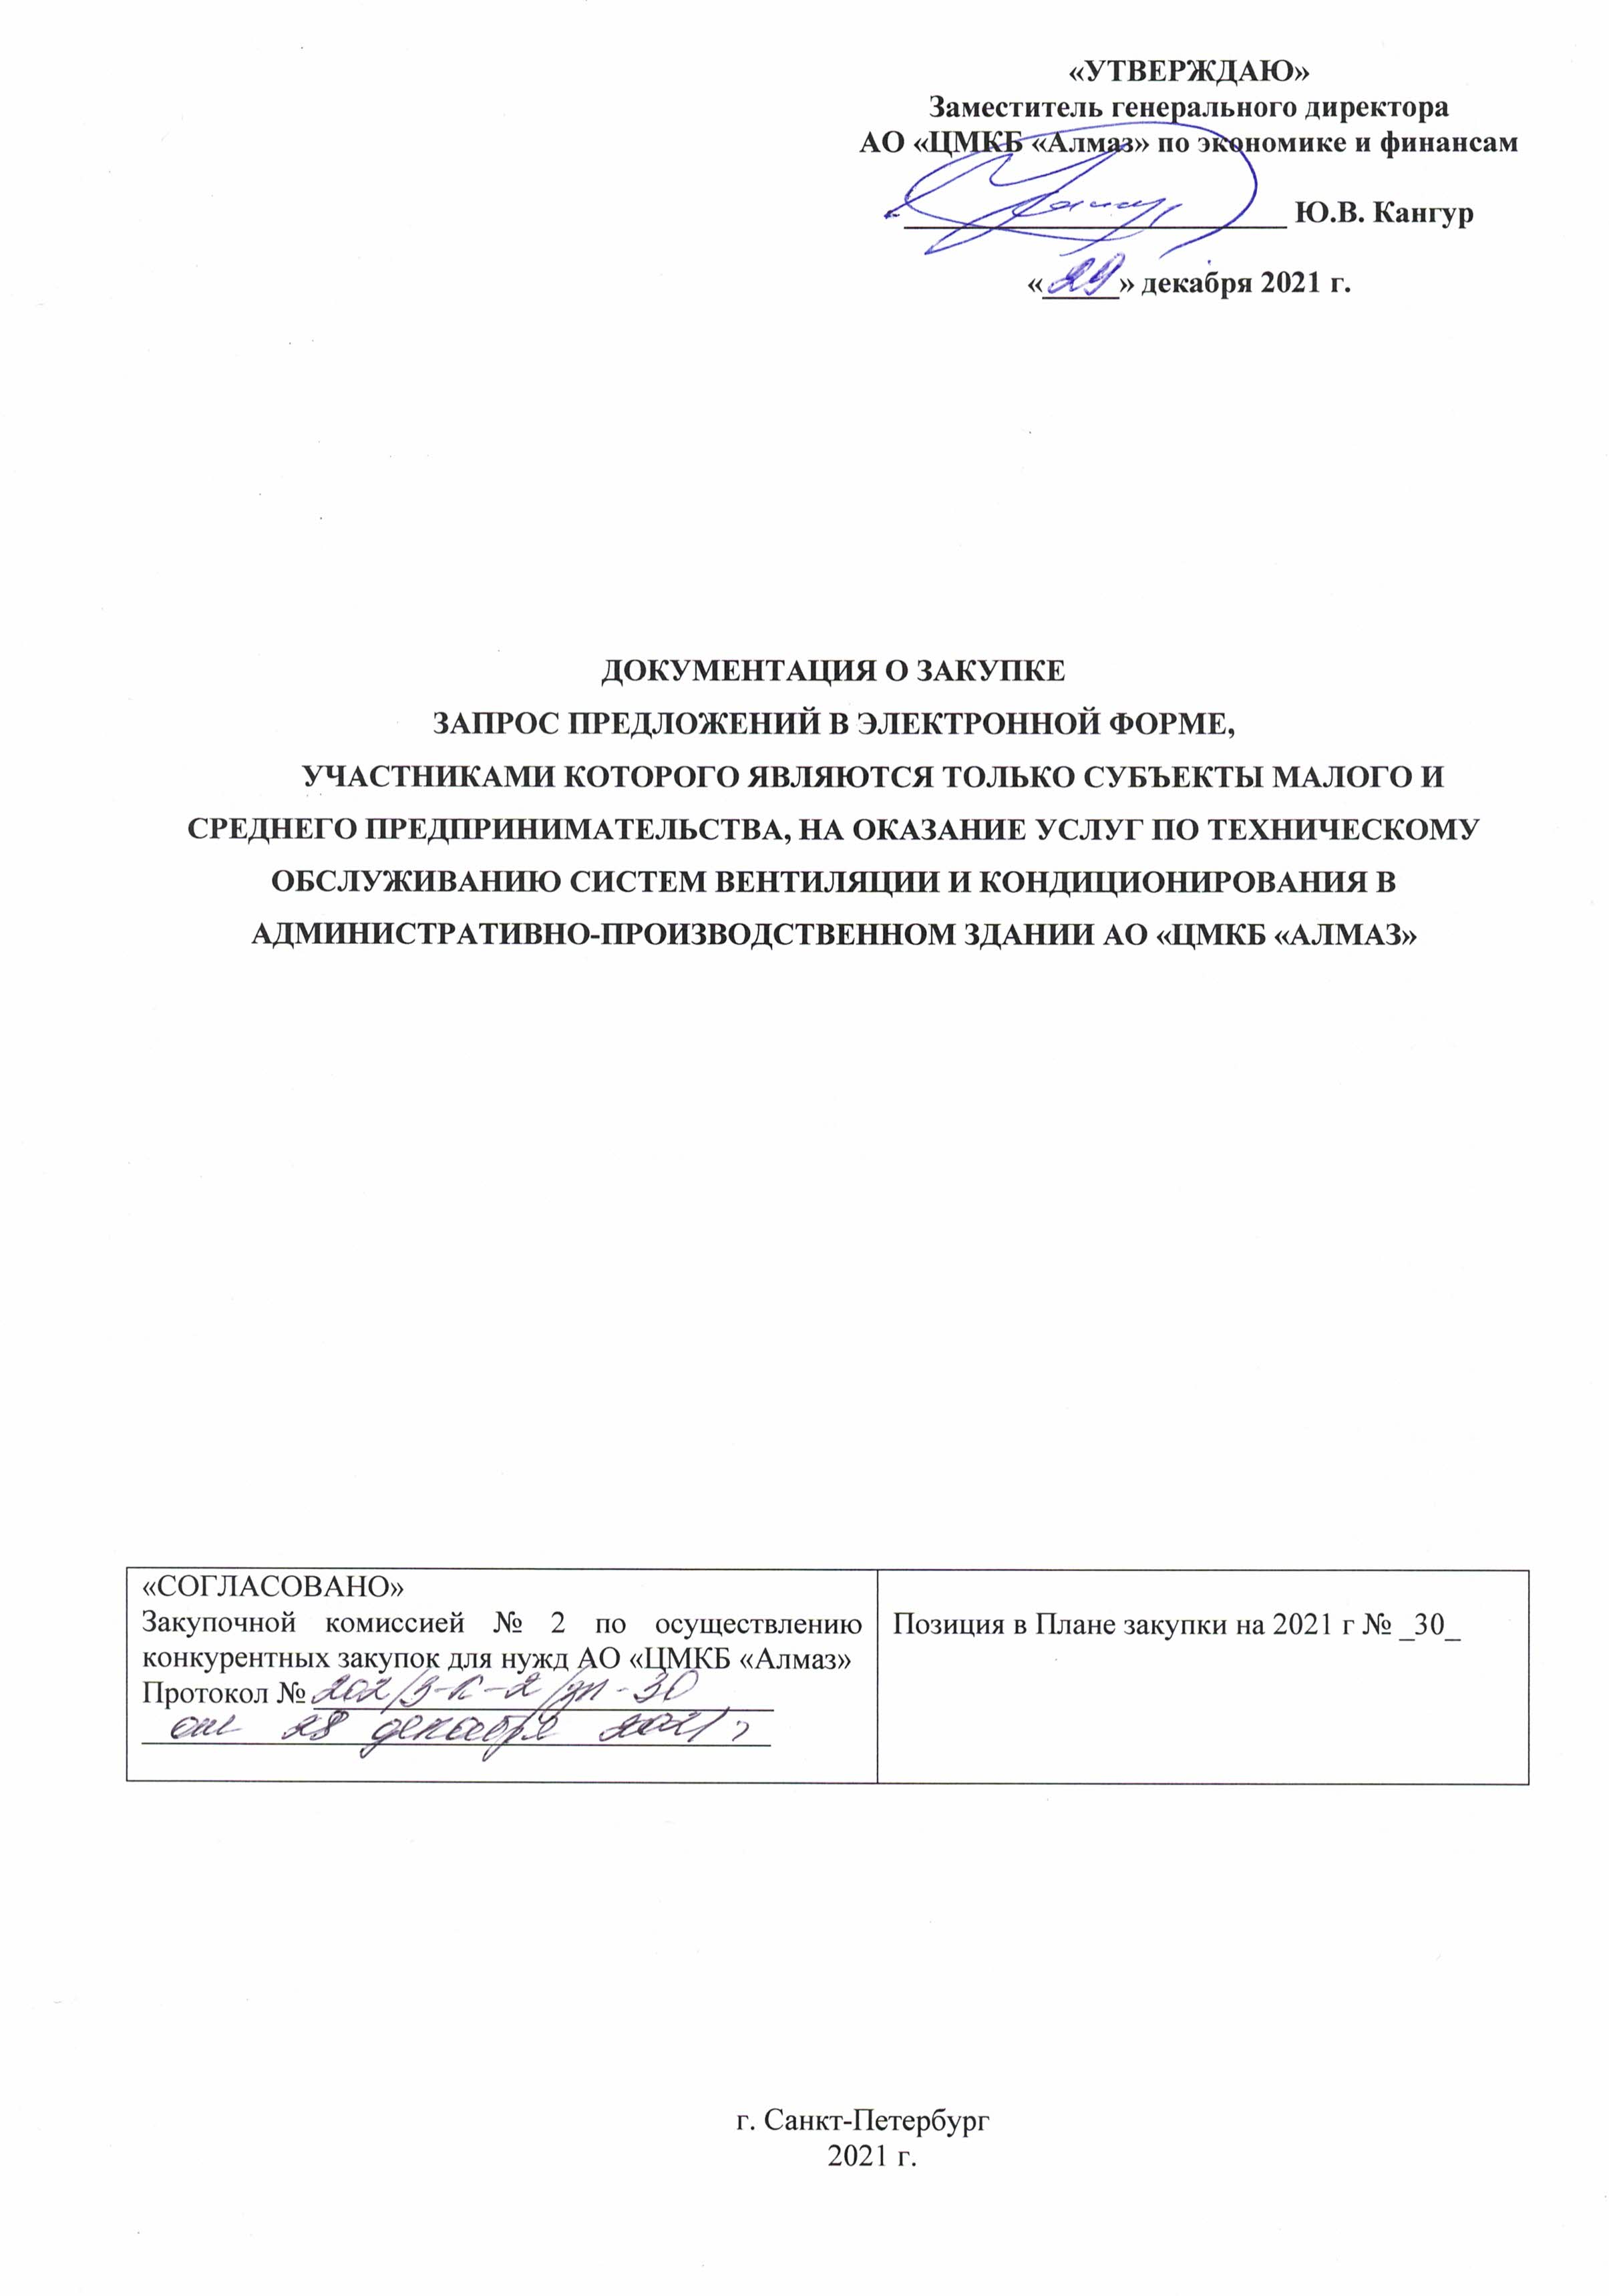 «УТВЕРЖДАЮ»
Заместитель генерального директора
АО «ЦМКБ «Алмаз» по экономике и финансам
Ю.В. Кангур
«29» декабря 2021 г.
ДОКУМЕНТАЦИЯ О ЗАКУПКЕ
ЗАПРОС ПРЕДЛОЖЕНИЙ В ЭЛЕКТРОННОЙ ФОРМЕ,
УЧАСТНИКАМИ КОТОРОГО ЯВЛЯЮТСЯ ТОЛЬКО СУБЪЕКТЫ МАЛОГО И
СРЕДНЕГО ПРЕДПРИНИМАТЕЛЬСТВА, НА ОКАЗАНИЕ УСЛУГ ПО ТЕХНИЧЕСКОМУ
ОБСЛУЖИВАНИЮ СИСТЕМ ВЕНТИЛЯЦИИ И КОНДИЦИОНИРОВАНИЯ В
АДМИНИСТРАТИВНО-ПРОИЗВОДСТВЕННОМ ЗДАНИИ АО «ЦМКБ «АЛМАЗ»
«СОГЛАСОВАНО»
Закупочной комиссией № 2 по осуществлению
конкурентных закупок для нужд АО «ЦМКБ «Алмаз»
Протокол №
от 28 декабря 2021 г
Позиция в Плане закупки на 2021 г № _30_
г. Санкт-Петербург
2021 г.